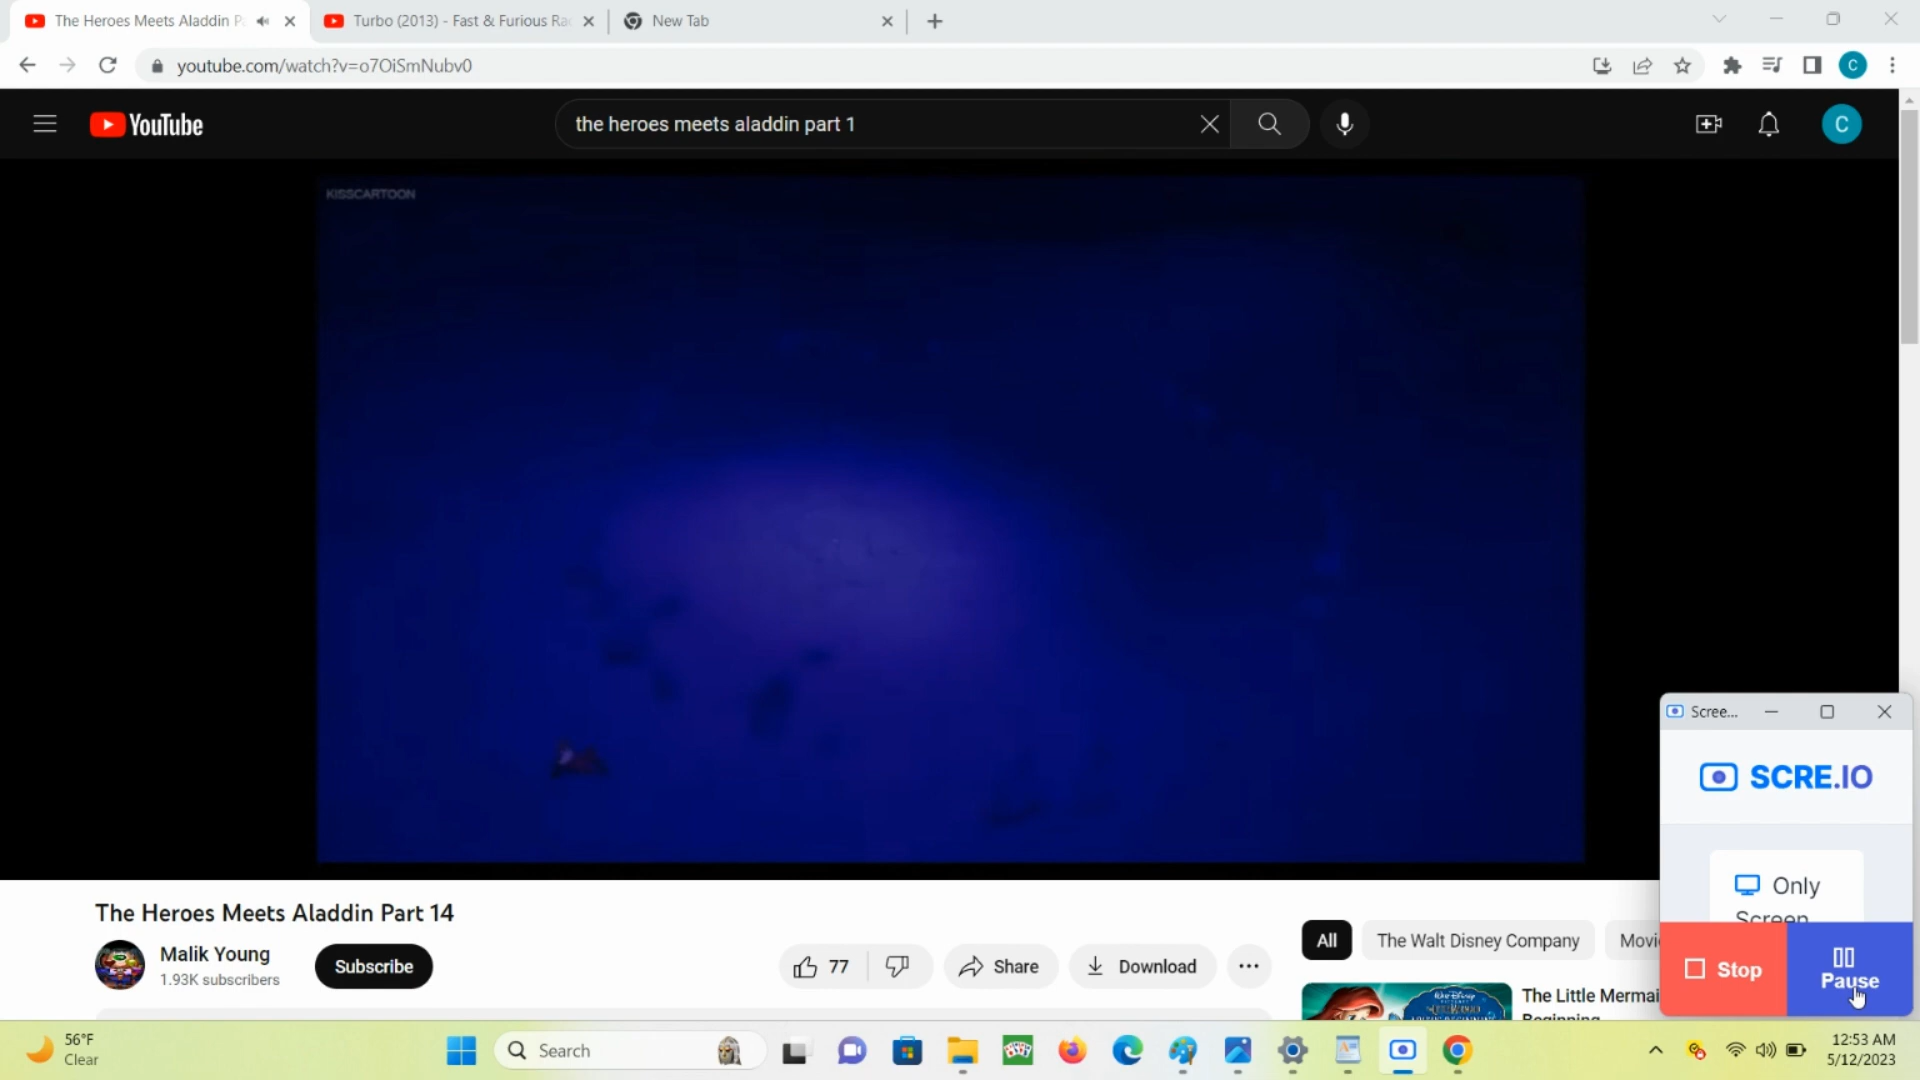 The Heroes Meets Aladdin P
Turbo (2013) - Fast & Furious Ra
New Tab
youtube.com/watch?v=o7OiSmNubv0
C
YouTube
the heroes meets aladdin part 1
C
KISSCARTOON
Scree...
SCRE.IO
Only
Screen
Stop
Pause
The Heroes Meets Aladdin Part 14
Malik Young
1.93K subscribers
Subscribe
77
Share
Download
All
The Walt Disney Company
Movi
The Little Mermai
Beginning
56°F
Clear
Search
12:53 AM
5/12/2023